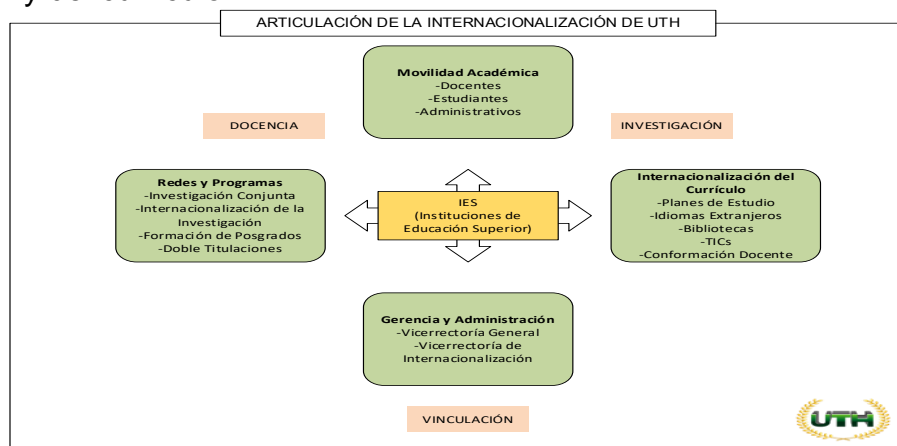 ARTICULACIÓN DE LA INTERNACIONALIZACIÓN DE UTH
Movilidad Académica
-Docentes
-Estudiantes
-Administrativos
DOCENCIA
INVESTIGACIÓN
Redes y Programas
-Investigación Conjunta
-Internacionalización de la
Investigación
-Formación de Posgrados
-Doble Titulaciones
IES
(Instituciones de
Educación Superior)
Internacionalización del
Currículo
-Planes de Estudio
-Idiomas Extranjeros
-Bibliotecas
-TICs
-Conformación Docente
Gerencia y Administración
-Vicerrectoría General
-Vicerrectoría de
Internacionalización
VINCULACIÓN
UTH